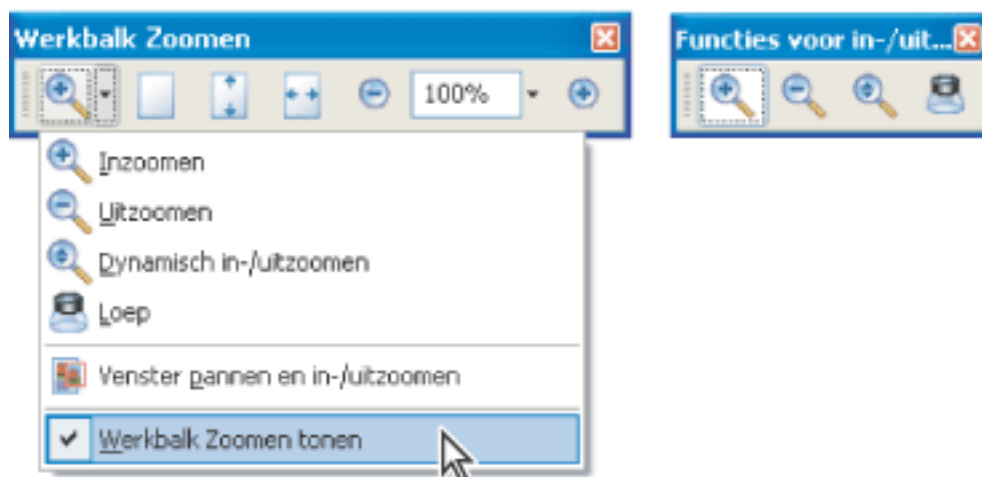 Werkbalk Zoomen
Functies voor in-/uit...
100%
Inzoomen
Uitzoomen
Dynamisch in-/uitzoomen
Loep
Venster pannen en in-/uitzoomen
Werkbalk Zoomen tonen